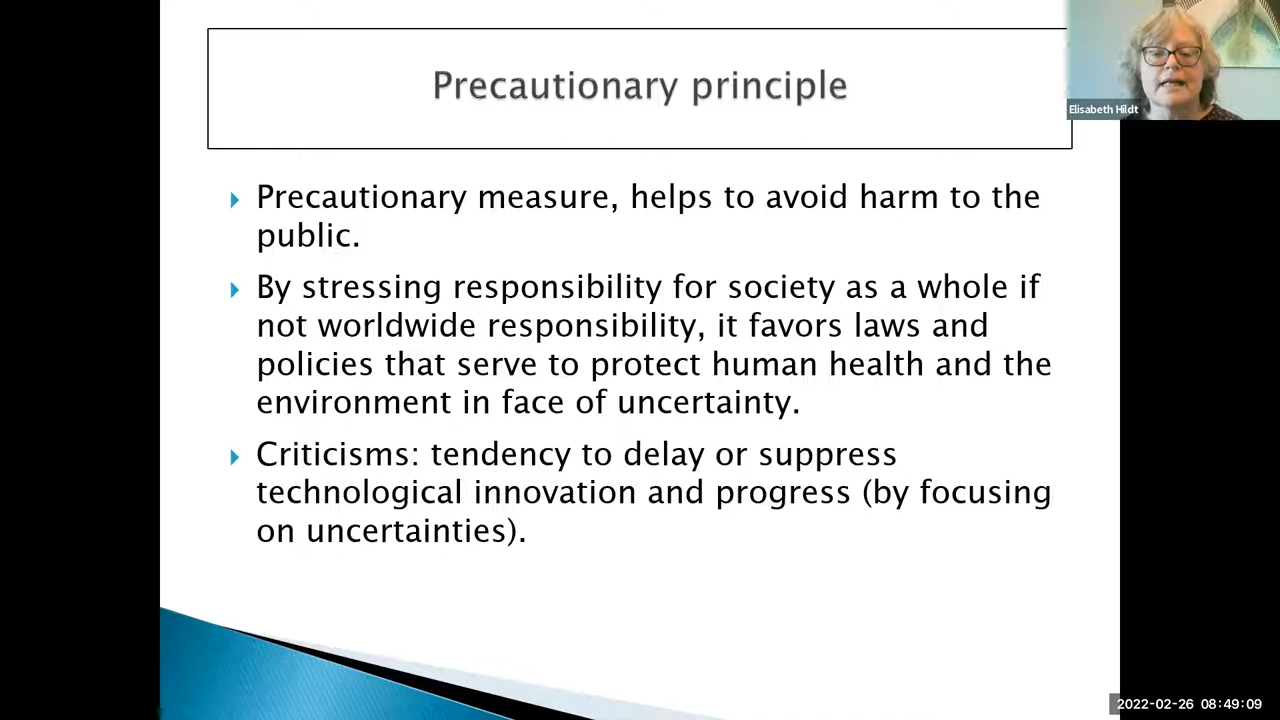 Precautionary principle
Elisabeth Hildt
Precautionary measure, helps to avoid harm to the
public.
By stressing responsibility for society as a whole if
not worldwide responsibility, it favors laws and
policies that serve to protect human health and the
environment in face of uncertainty.
Criticisms: tendency to delay or suppress
technological innovation and progress (by focusing
on uncertainties).
2022-02-26 08:49:09